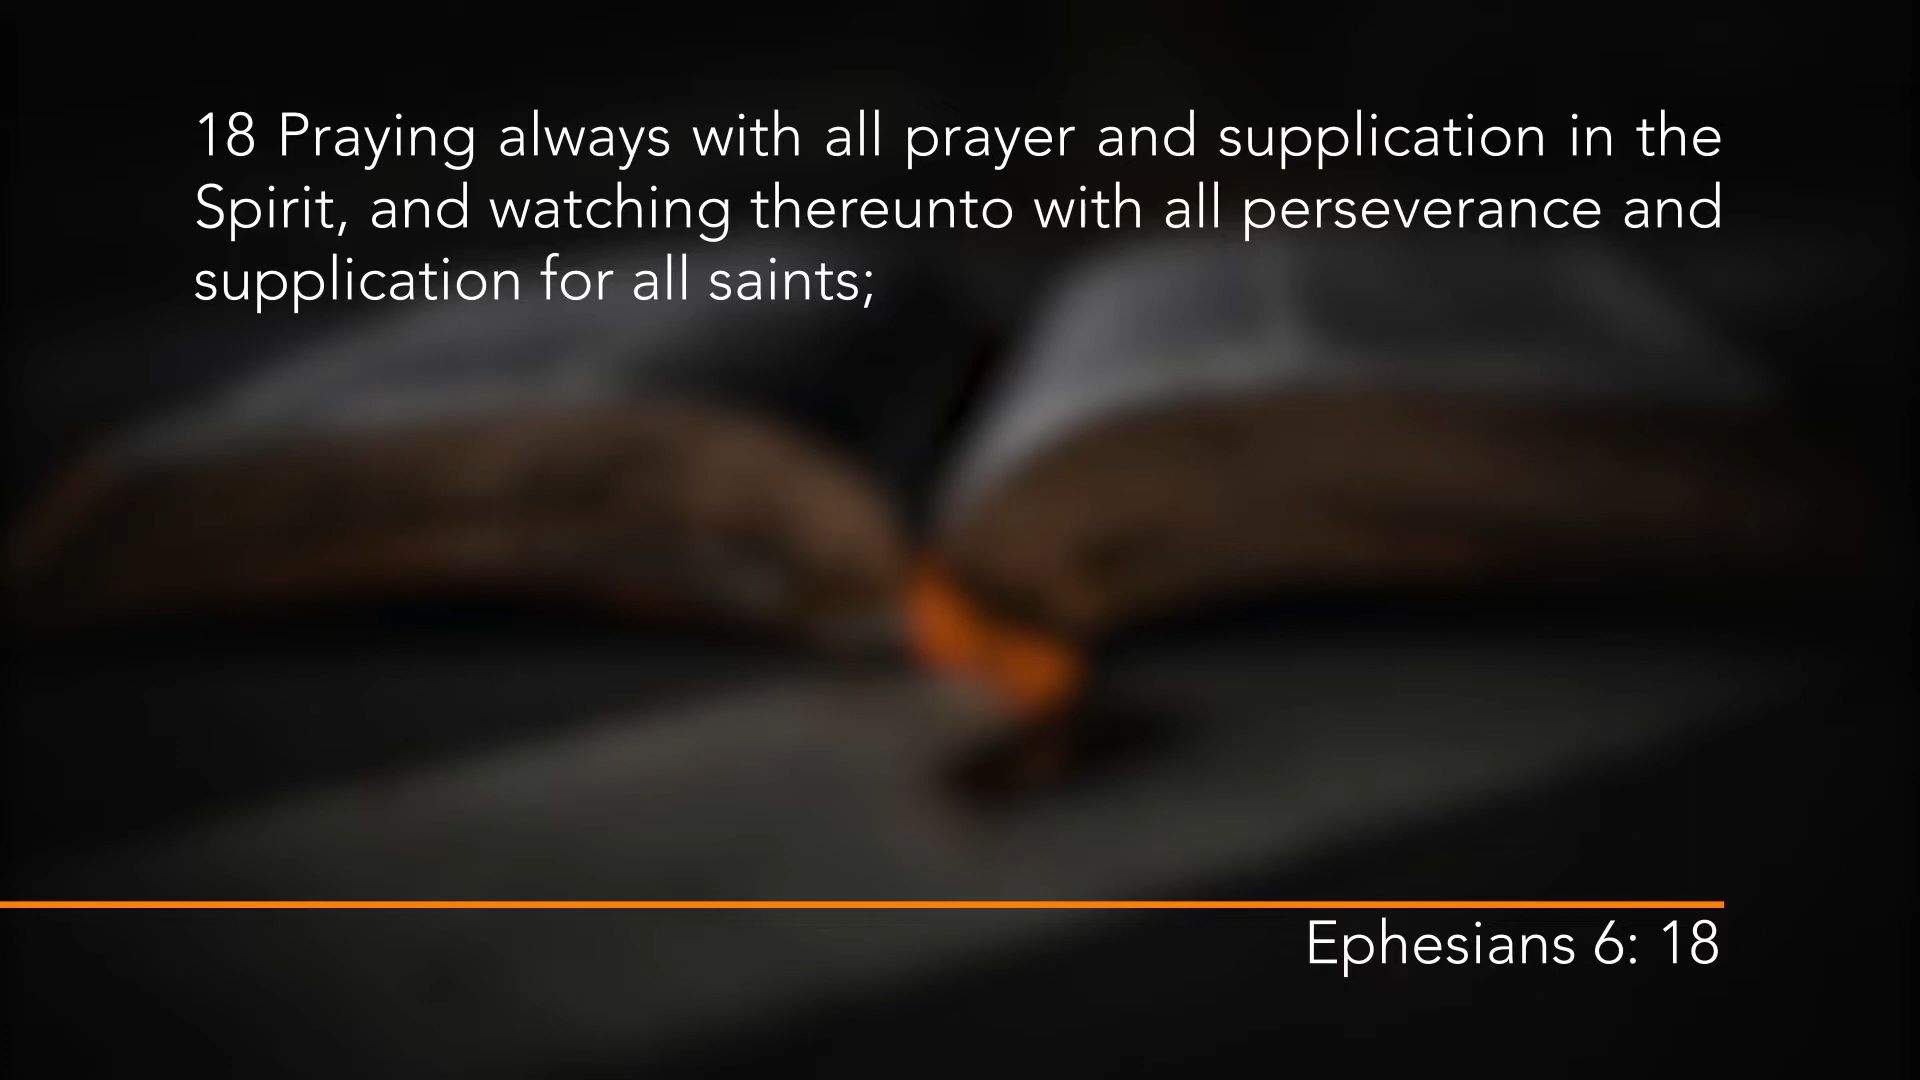 18 Praying always with all prayer and supplication in the
Spirit, and watching thereunto with all perseverance and
supplication for all saints;
Ephesians 6: 18